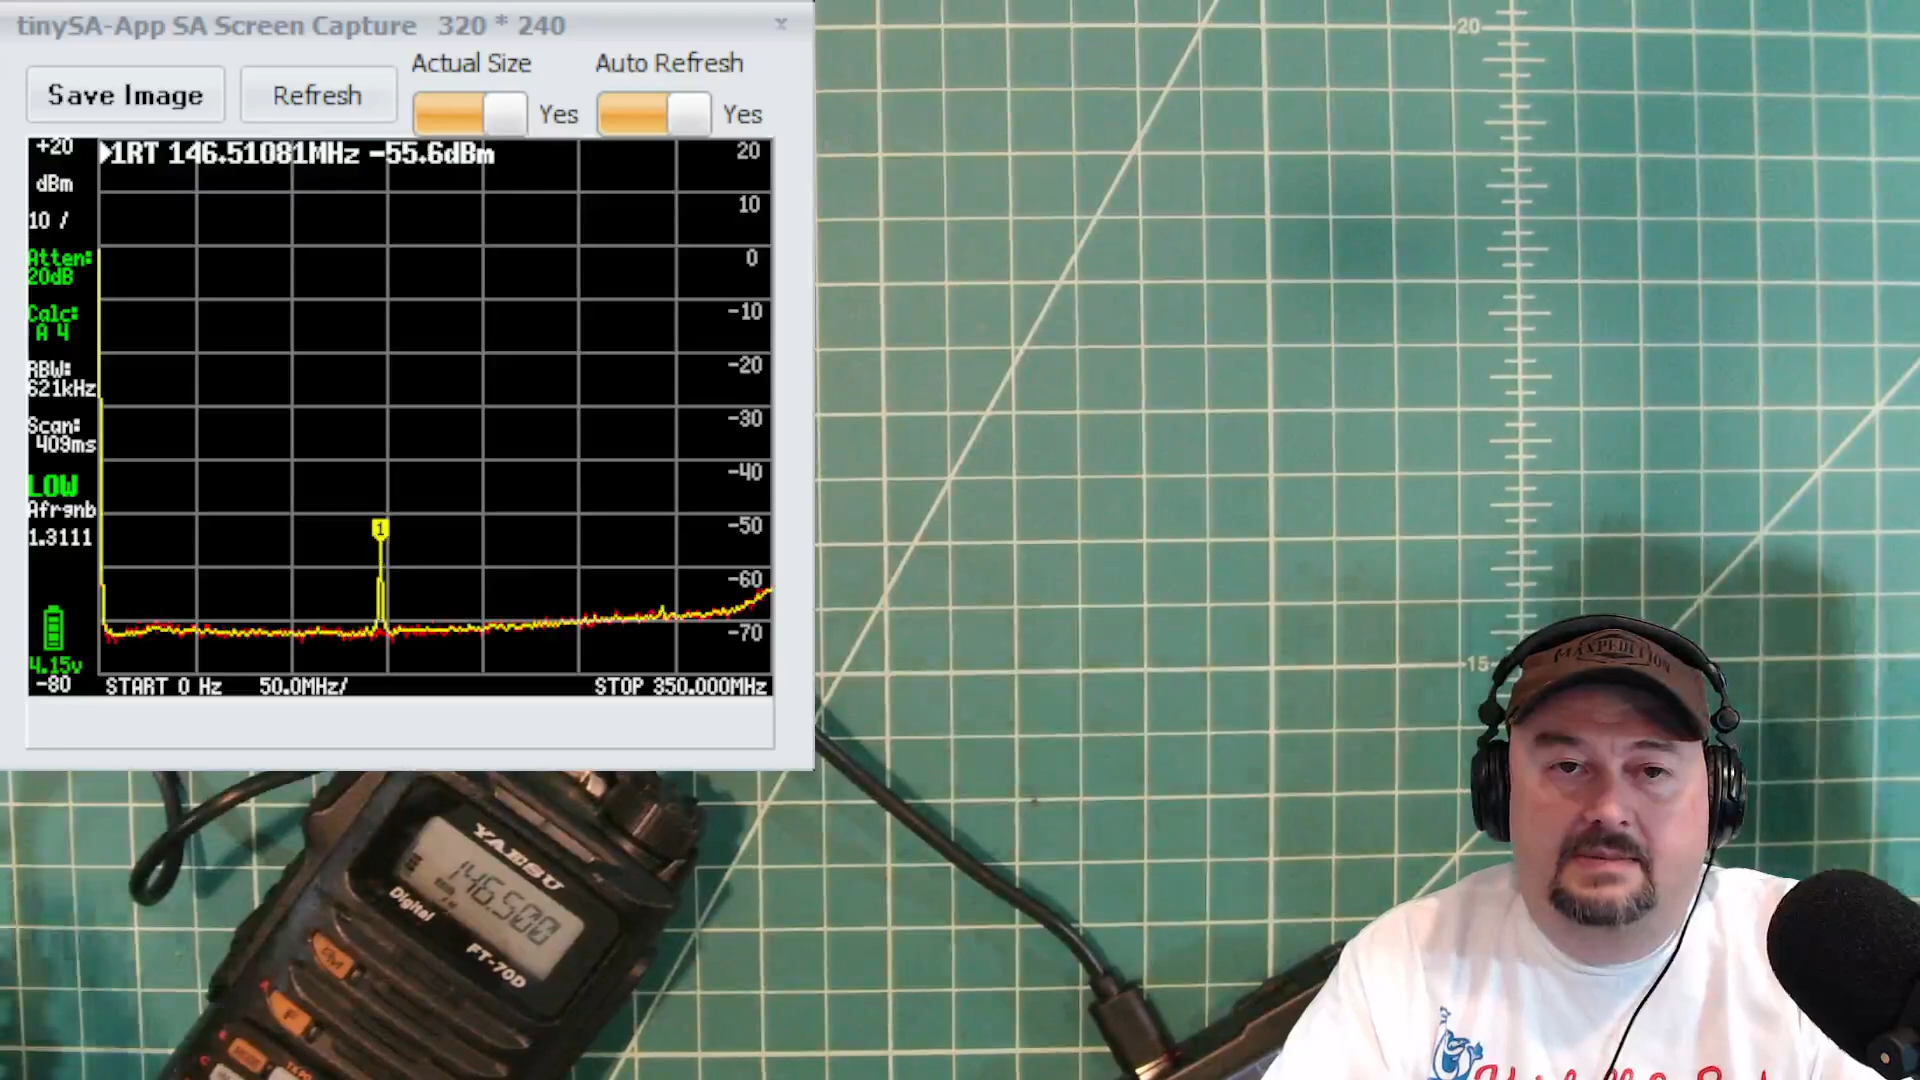 tinySA-App SA Screen Capture 320 * 240
x
Save Image
Refresh
Actual Size
Yes
Auto Refresh
Yes
+20
dBm
10 /
Atten:
20dB
Calc:
A 4
RBW:
621kHz
Scan:
409ms
LOW
Afrgnb
1.3111
4.15v
-80
1RT 146.51081MHz -55.6dBm
20
10
0
-10
-20
-30
-40
-50
-60
-70
1
START 0 Hz 50.0MHz/ STOP 350.000MHz
20
15
MAXPEDITION
YAESU
146.500
Digital
FT-70D
F